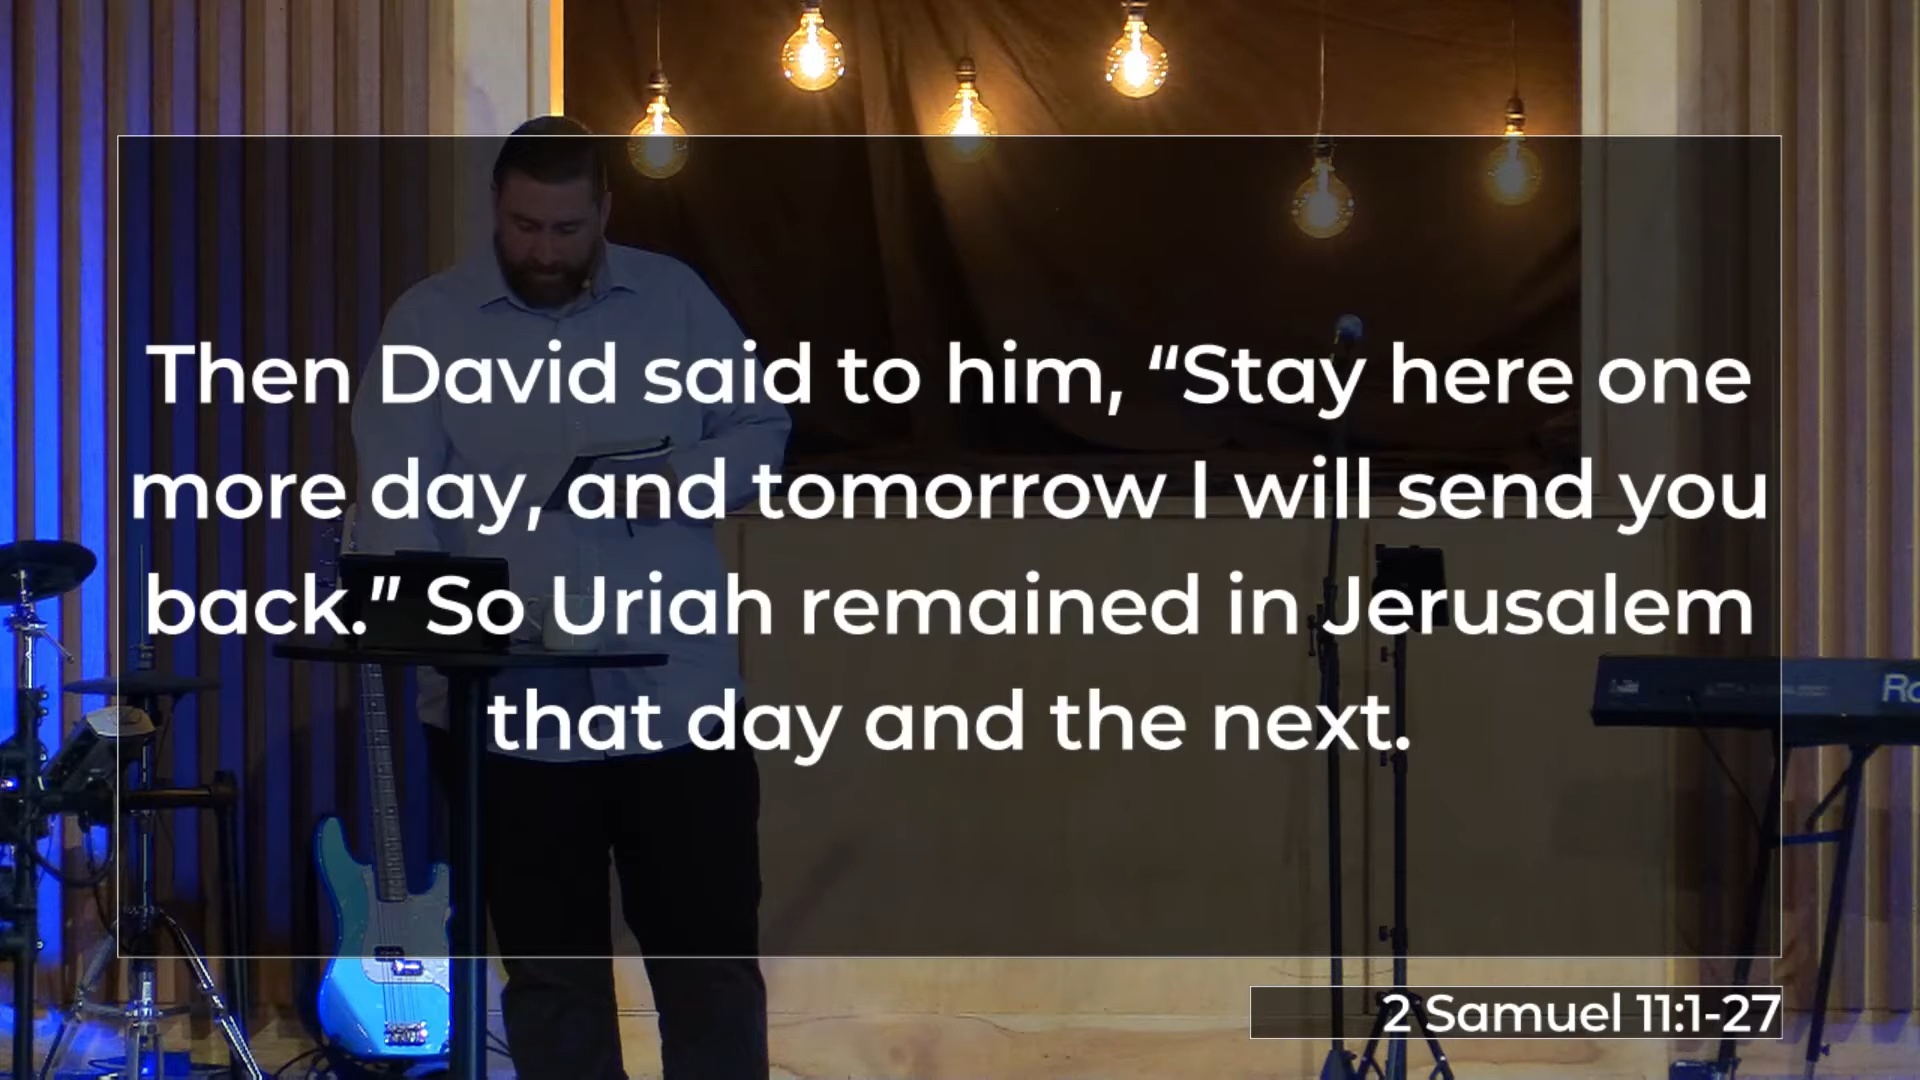 Then David said to him, “Stay here one
more day, and tomorrow I will send you
back.” So Uriah remained in Jerusalem
that day and the next.
Ro
2 Samuel 11:1-27